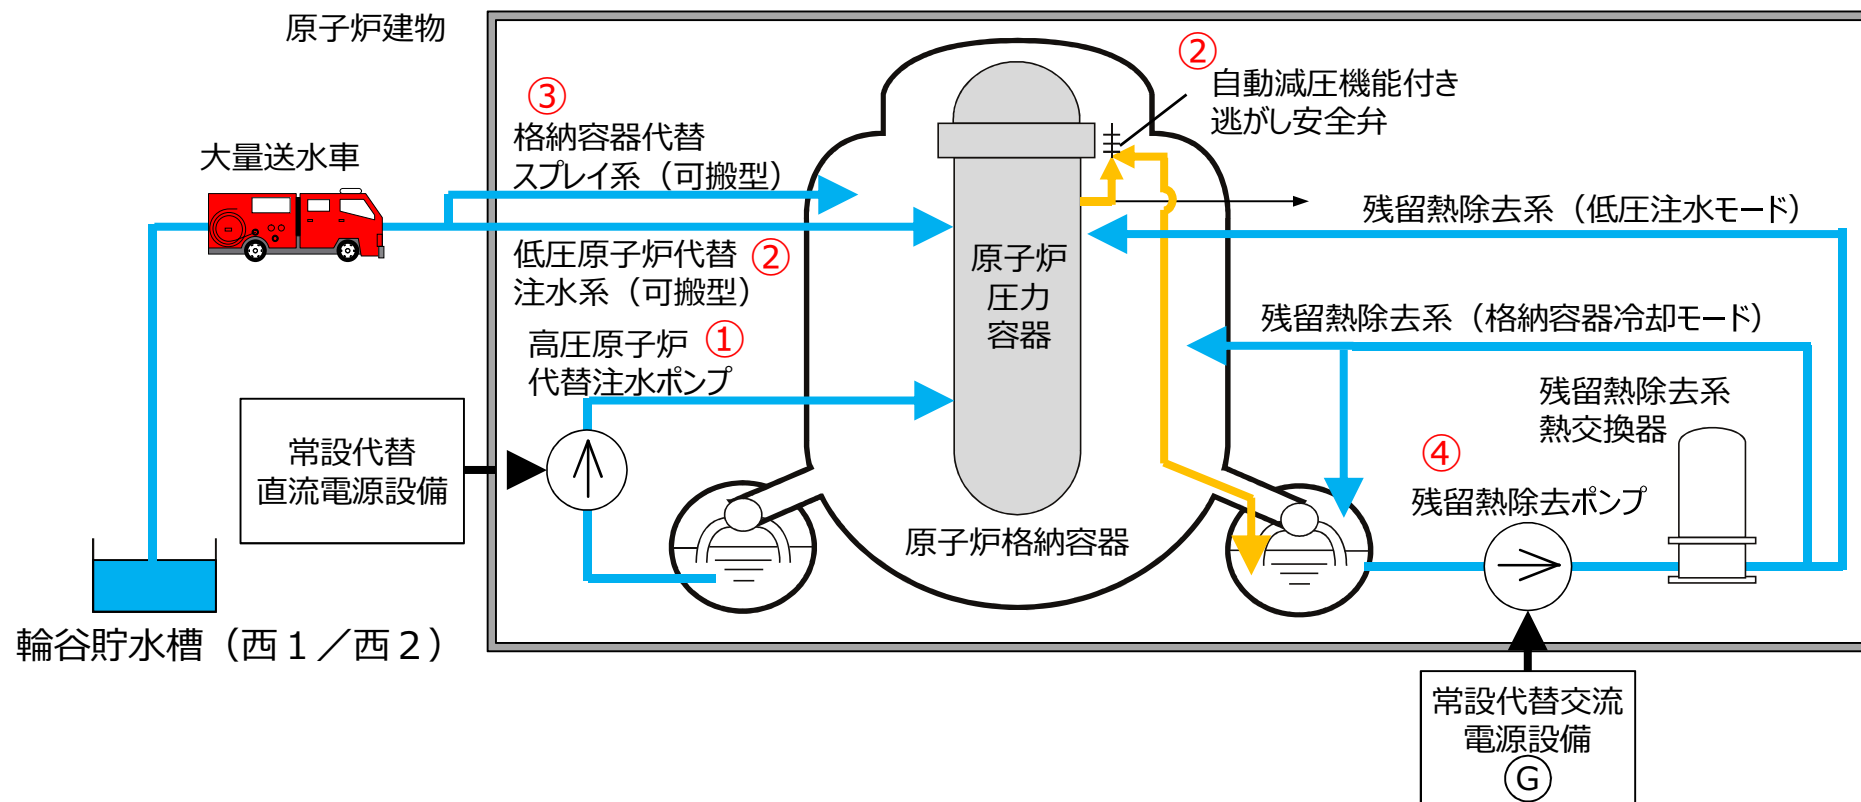 原子炉建物
②
自動減圧機能付き
逃がし安全弁
③
格納容器代替
スプレイ系（可搬型）
大量送水車
残留熱除去系（低圧注水モード）
低圧原子炉代替
注水系（可搬型）
②
原子炉
圧力
容器
残留熱除去系（格納容器冷却モード）
高圧原子炉
代替注水ポンプ
①
残留熱除去系
熱交換器
常設代替
直流電源設備
④
残留熱除去ポンプ
原子炉格納容器
輪谷貯水槽（西１／西２）
常設代替交流
電源設備
G